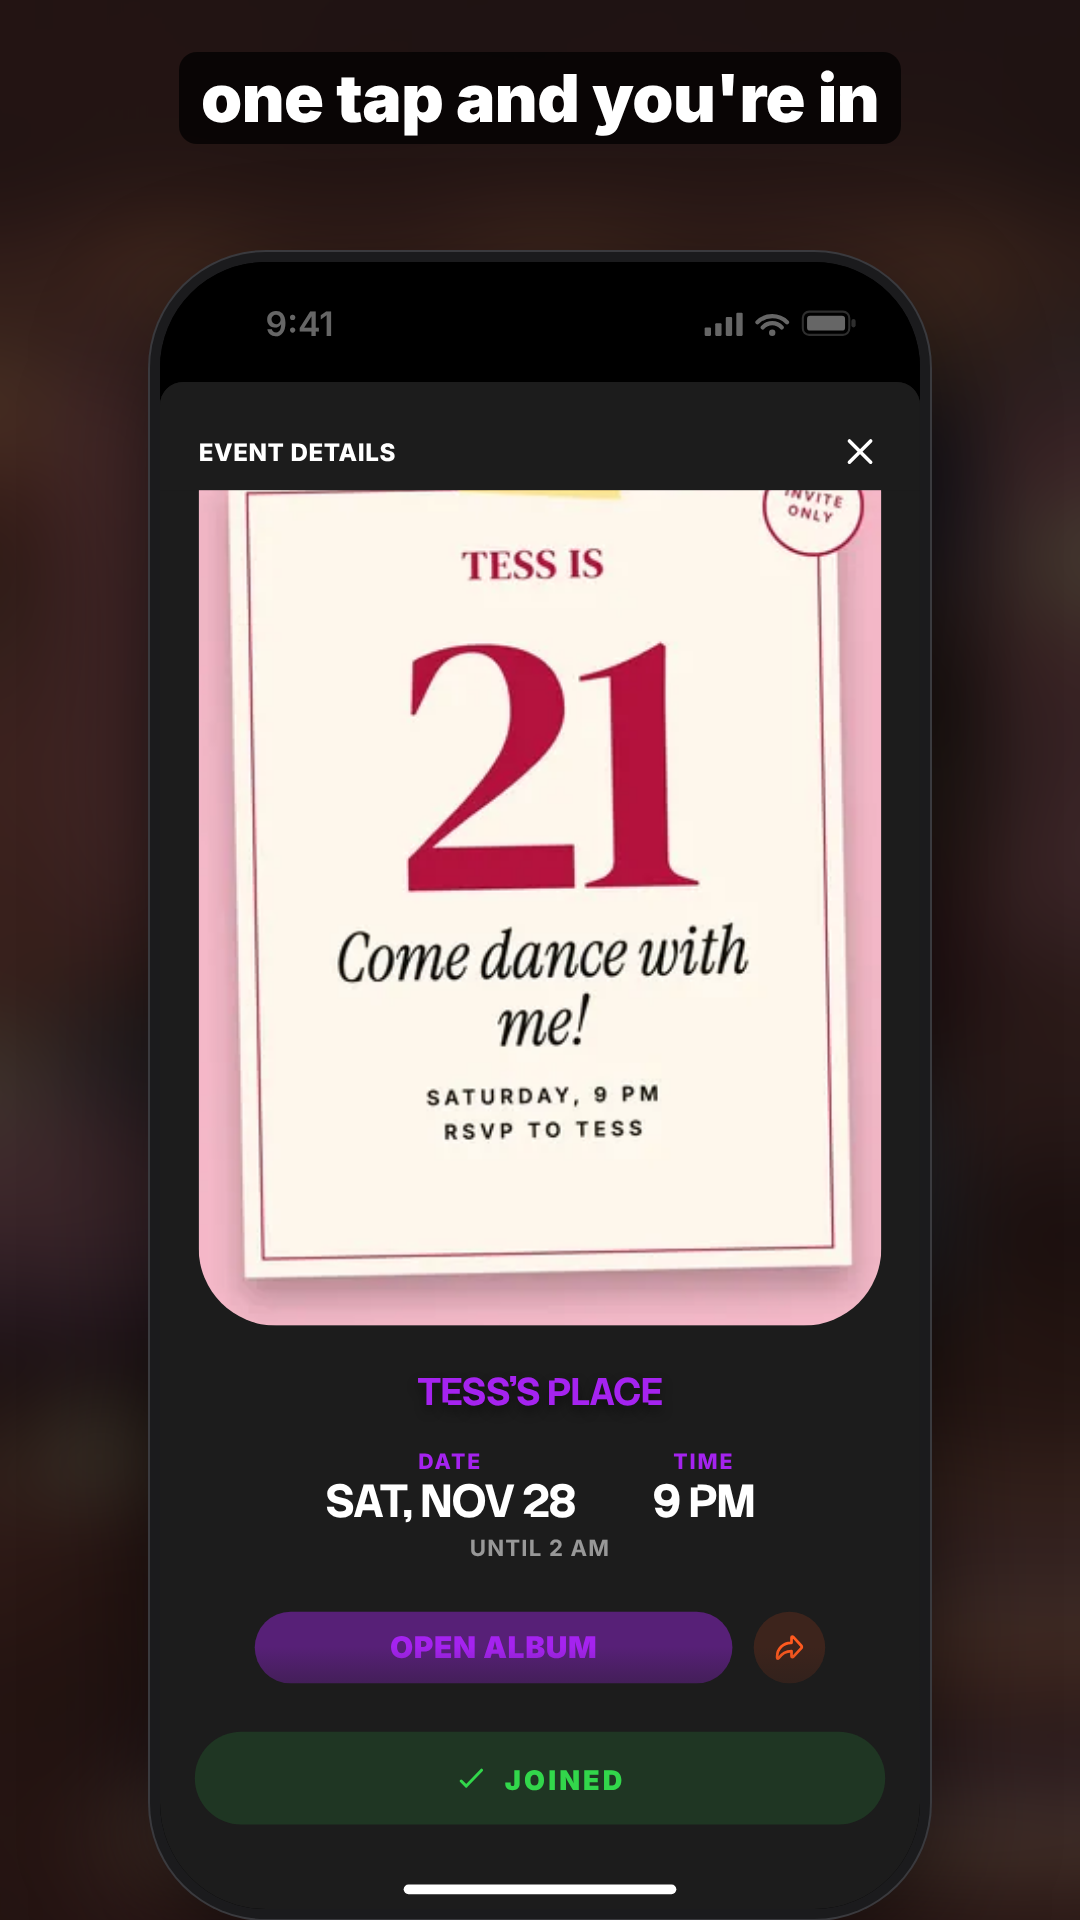 one tap and you're in
9:41
EVENT DETAILS
INVITE
ONLY
TESS IS
21
Come dance with
me!
SATURDAY, 9 PM
RSVP TO TESS
TESS'S PLACE
DATE
TIME
SAT, NOV 28
9 PM
UNTIL 2 AM
OPEN ALBUM
JOINED